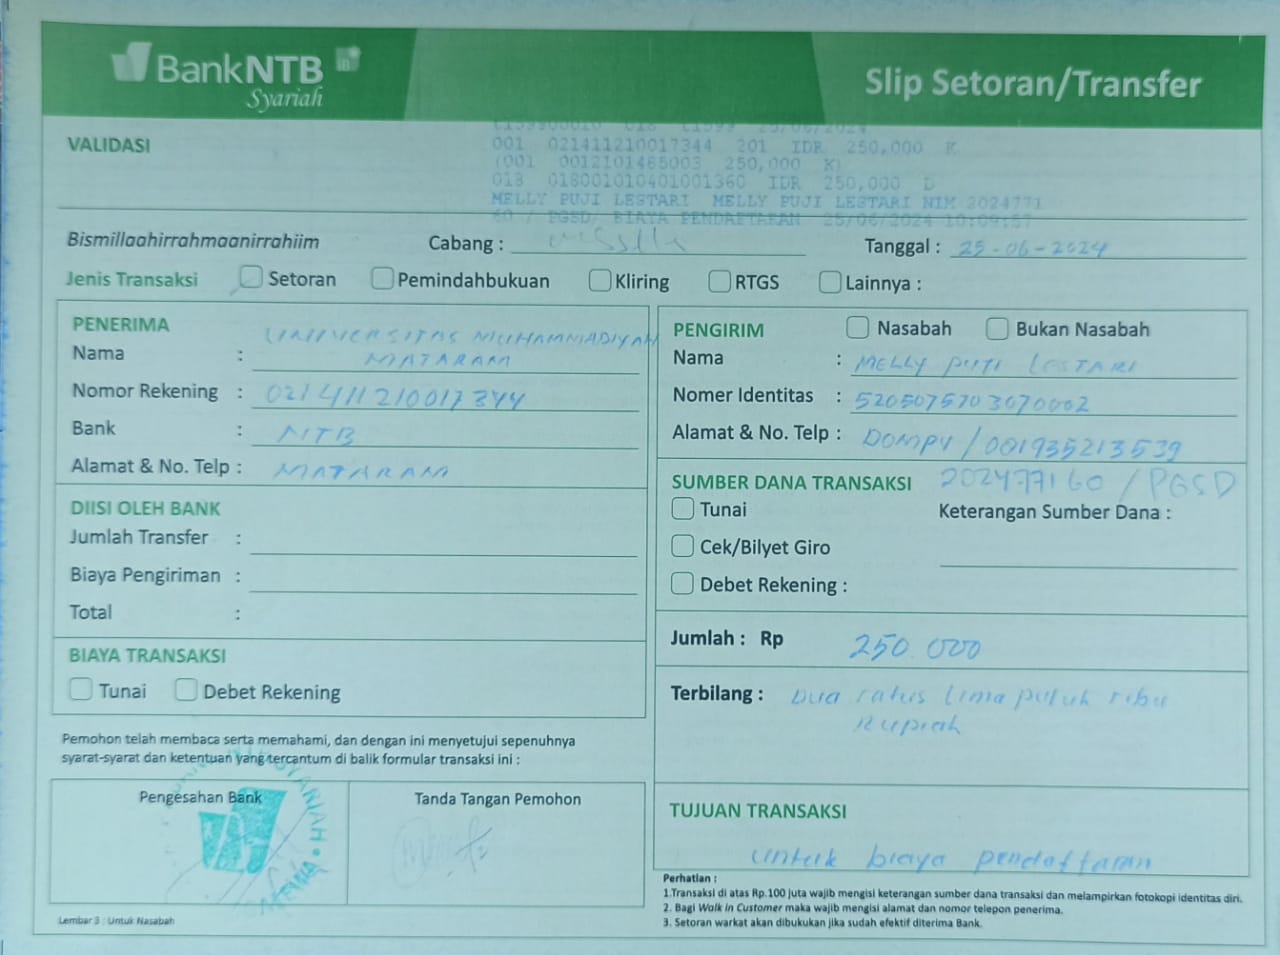 BankNTB
Syariah
Slip Setoran/Transfer
VALIDASI
001 021411210017344 201 IDR 250,000 K
(001 0012101485003 250,000 K)
018 018001010401001360 IDR 250,000 D
MELLY PUJI LESTARI MELLY PUJI LESTARI NIM 2024771
60 / PGSD/ BIAYA PENDAFTARAN 25/06/2024 10:09:57
Bismillaahirrahmaanirrahiim
Cabang :
Tanggal : 25-06-2024
Jenis Transaksi Setoran Pemindahbukuan Kliring RTGS Lainnya :
PENERIMA
Nama : UNIVERSITAS MUHAMMADIYAH
MATARAM
Nomor Rekening : 021411210017344
Bank : NTB
Alamat & No. Telp : MATARAM
DIISI OLEH BANK
Jumlah Transfer :
Biaya Pengiriman :
Total :
BIAYA TRANSAKSI
Tunai Debet Rekening
Pemohon telah membaca serta memahami, dan dengan ini menyetujui sepenuhnya
syarat-syarat dan ketentuan yang tercantum di balik formular transaksi ini :
Pengesahan Bank
Tanda Tangan Pemohon
Lembar 3 : Untuk Nasabah
PENGIRIM Nasabah Bukan Nasabah
Nama : MELLY PUJI LESTARI
Nomer Identitas : 5205075703070002
Alamat & No. Telp : DOMPU/001935213539
SUMBER DANA TRANSAKSI 202477160/PGSD
Tunai
Keterangan Sumber Dana :
Cek/Bilyet Giro
Debet Rekening :
Jumlah : Rp 250.000
Terbilang : Dua ratus lima puluh ribu
Rupiah
TUJUAN TRANSAKSI
untuk biaya pendaftaran
Perhatian :
1.Transaksi di atas Rp.100 juta wajib mengisi keterangan sumber dana transaksi dan melampirkan fotokopi identitas diri.
2. Bagi Walk in Customer maka wajib mengisi alamat dan nomor telepon penerima.
3. Setoran warkat akan dibukukan jika sudah efektif diterima Bank.